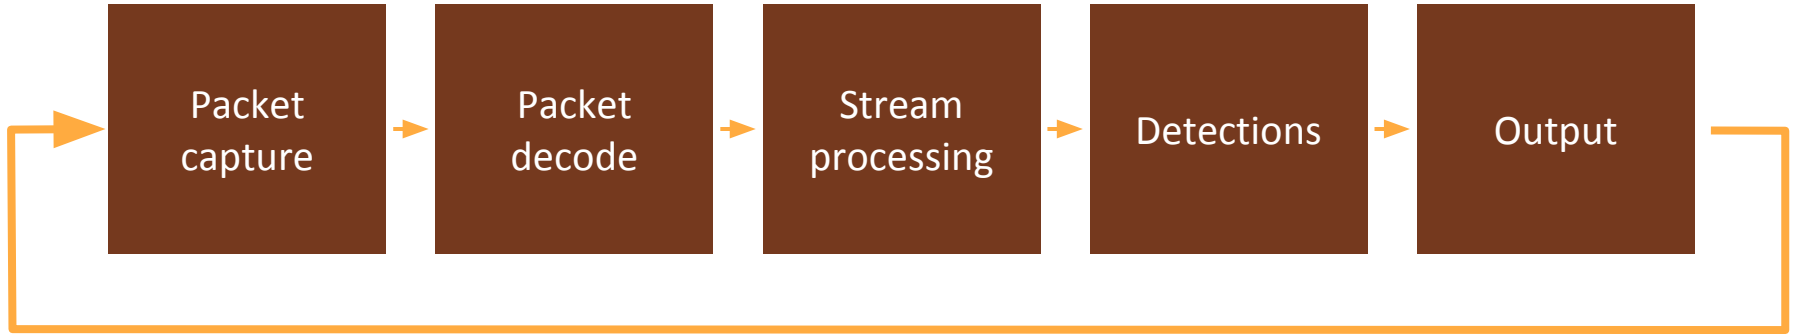 Packet
capture
Packet
decode
Stream
processing
Detections
Output